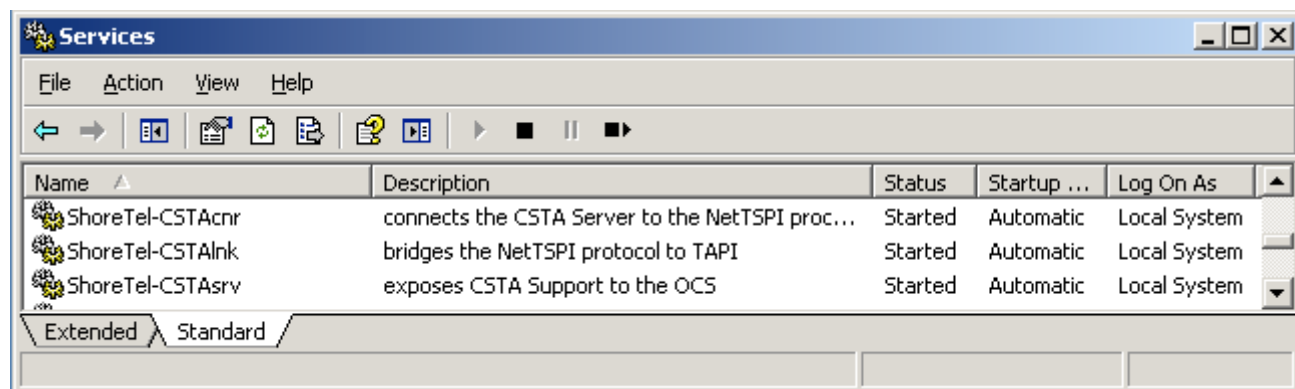 Services
File Action View Help
Name Description Status Startup ... Log On As
ShoreTel-CSTAcnr connects the CSTA Server to the NetTSPI proc... Started Automatic Local System
ShoreTel-CSTAlnk bridges the NetTSPI protocol to TAPI Started Automatic Local System
ShoreTel-CSTAsrv exposes CSTA Support to the OCS Started Automatic Local System
Extended Standard